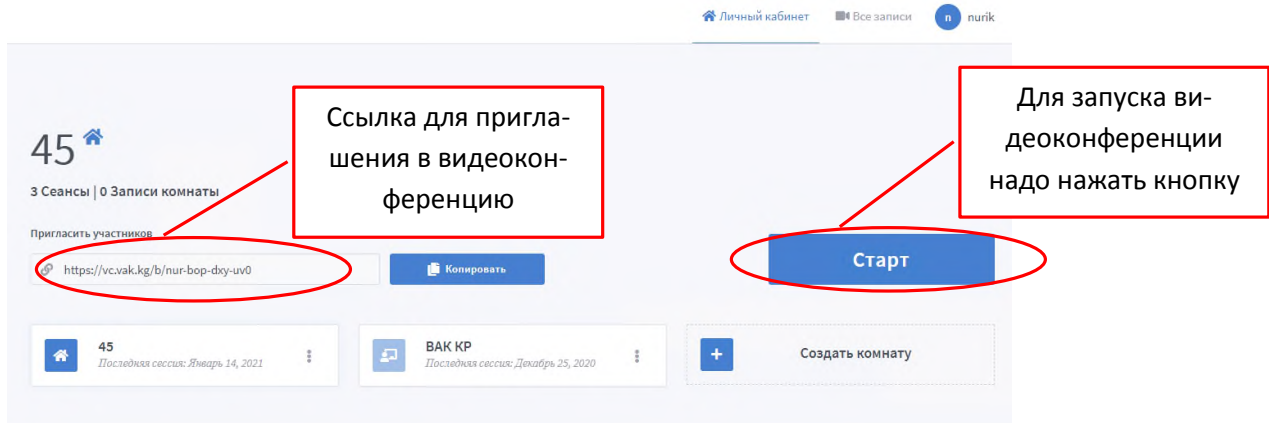 Личный кабинет
Все записи
n
nurik
Ссылка для пригла-
шения в видеокон-
ференцию
Для запуска ви-
деоконференции
надо нажать кнопку
45
3 Сеансы | 0 Записи комнаты
Пригласить участников
https://vc.vak.kg/b/nur-bop-dxy-uv0
Копировать
Старт
45
Последняя сессия: Январь 14, 2021
ВАК КР
Последняя сессия: Декабрь 25, 2020
Создать комнату